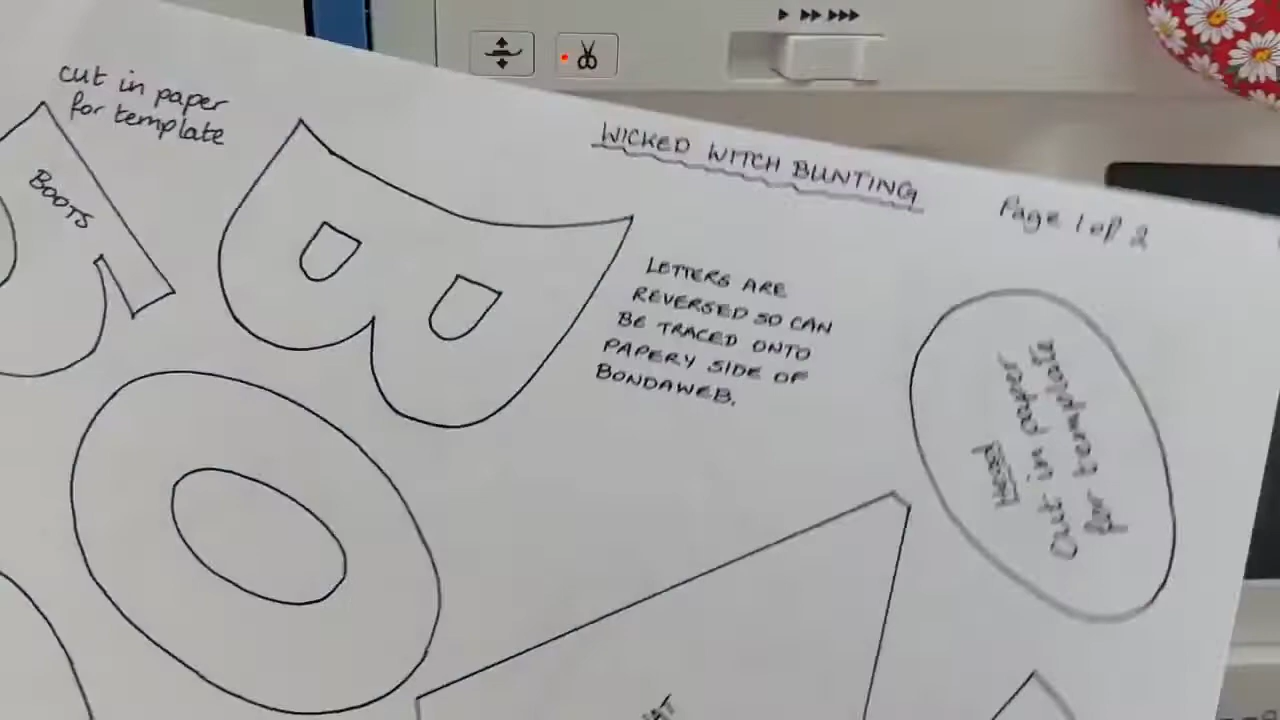 cut in paper
for template
BOOTS
WICKED WITCH BUNTING
Page 1 of 2
LETTERS ARE
REVERSED SO CAN
BE TRACED ONTO
PAPERY SIDE OF
BONDAWEB.
Head
Cut in paper
for template